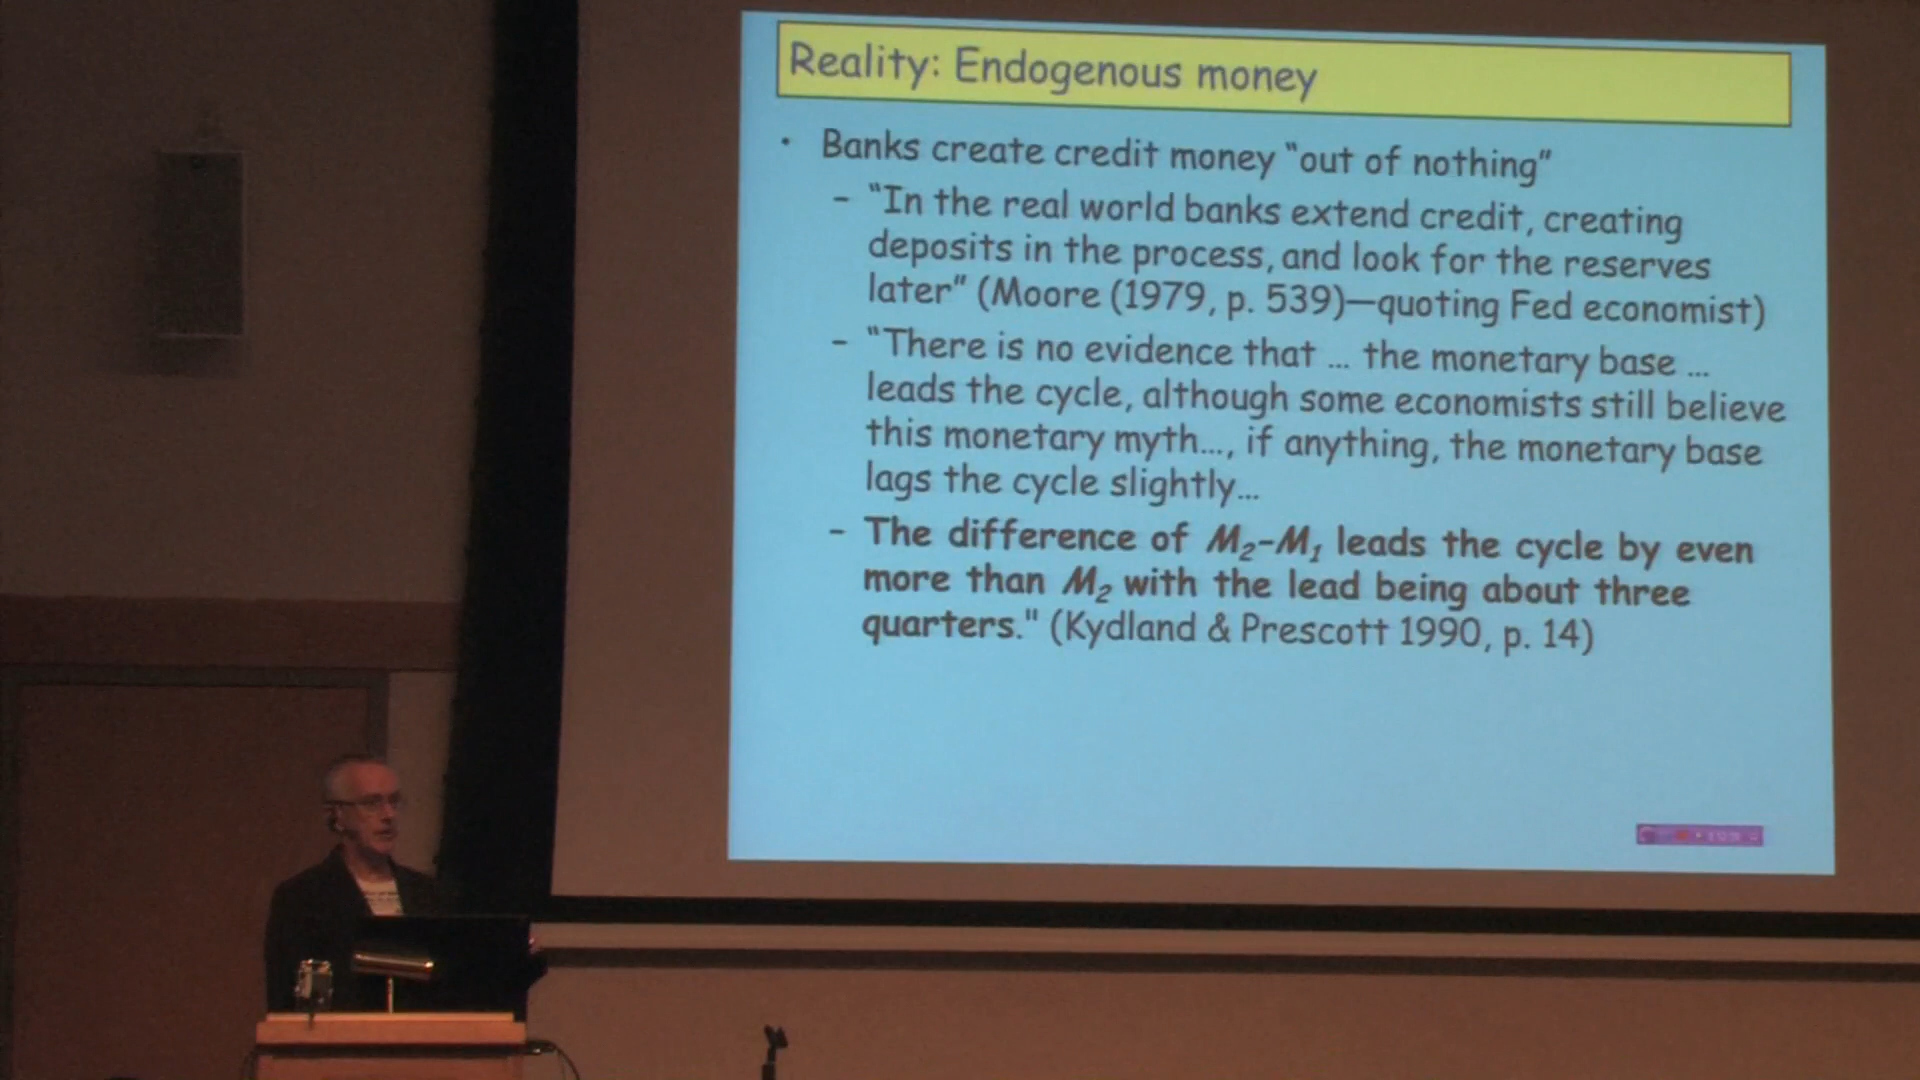 Reality: Endogenous money
• Banks create credit money “out of nothing”
– “In the real world banks extend credit, creating
deposits in the process, and look for the reserves
later” (Moore (1979, p. 539)—quoting Fed economist)
– “There is no evidence that … the monetary base …
leads the cycle, although some economists still believe
this monetary myth…, if anything, the monetary base
lags the cycle slightly…
– The difference of M₂-M₁ leads the cycle by even
more than M₂ with the lead being about three
quarters." (Kydland & Prescott 1990, p. 14)